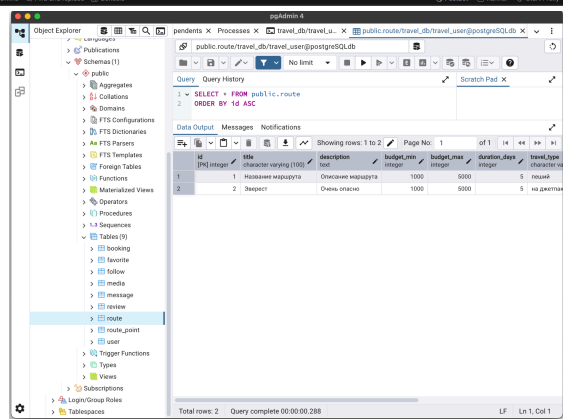 pgAdmin 4
Object Explorer
pendents × Processes × travel_db/travel_u... × public.route/travel_db/travel_user@postgreSQLdb ×
Languages
Publications
Schemas (1)
public
Aggregates
Collations
Domains
FTS Configurations
FTS Dictionaries
FTS Parsers
FTS Templates
Foreign Tables
Functions
Materialized Views
Operators
Procedures
Sequences
Tables (9)
booking
favorite
follow
media
message
review
route
route_point
user
Trigger Functions
Types
Views
Subscriptions
Login/Group Roles
Tablespaces
public.route/travel_db/travel_user@postgreSQLdb
No limit
Query Query History
Scratch Pad ×
1 SELECT * FROM public.route
2 ORDER BY id ASC
Data Output Messages Notifications
Showing rows: 1 to 2 Page No: 1 of 1
id title description budget_min budget_max duration_days travel_type
[PK] integer character varying (100) text integer integer integer character va
1 1 Название маршрута Описание маршрута 1000 5000 5 пеший
2 2 Эверест Очень опасно 1000 5000 5 на джетпак
Total rows: 2 Query complete 00:00:00.288 LF Ln 1, Col 1